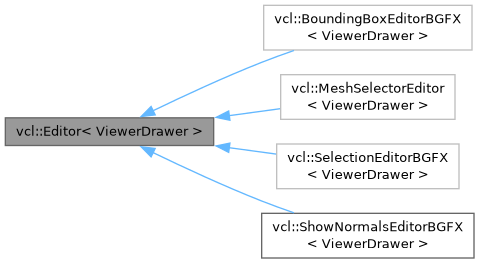 vcl::BoundingBoxEditorBGFX
< ViewerDrawer >
vcl::MeshSelectorEditor
< ViewerDrawer >
vcl::Editor< ViewerDrawer >
vcl::SelectionEditorBGFX
< ViewerDrawer >
vcl::ShowNormalsEditorBGFX
< ViewerDrawer >